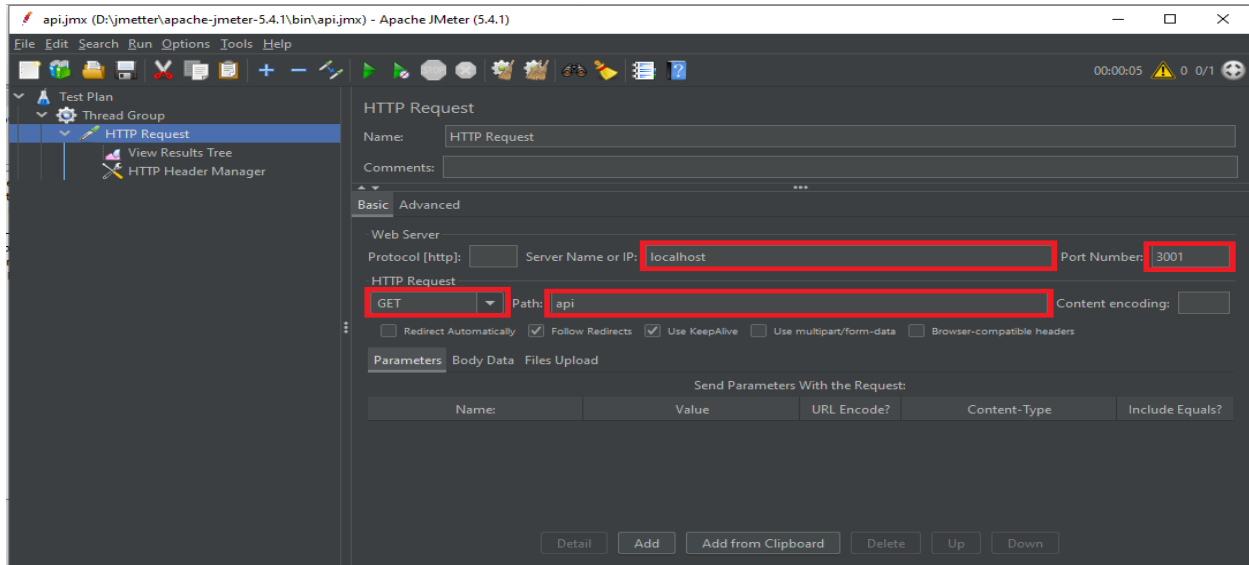 api.jmx (D:\jmetter\apache-jmeter-5.4.1\bin\api.jmx) - Apache JMeter (5.4.1)
File Edit Search Run Options Tools Help
00:00:05 0 0/1
Test Plan
Thread Group
HTTP Request
View Results Tree
HTTP Header Manager
HTTP Request
Name: HTTP Request
Comments:
Basic Advanced
Web Server
Protocol [http]: Server Name or IP: localhost Port Number: 3001
HTTP Request
GET Path: api Content encoding:
Redirect Automatically Follow Redirects Use KeepAlive Use multipart/form-data Browser-compatible headers
Parameters Body Data Files Upload
Send Parameters With the Request:
Name: Value URL Encode? Content-Type Include Equals?
Detail Add Add from Clipboard Delete Up Down